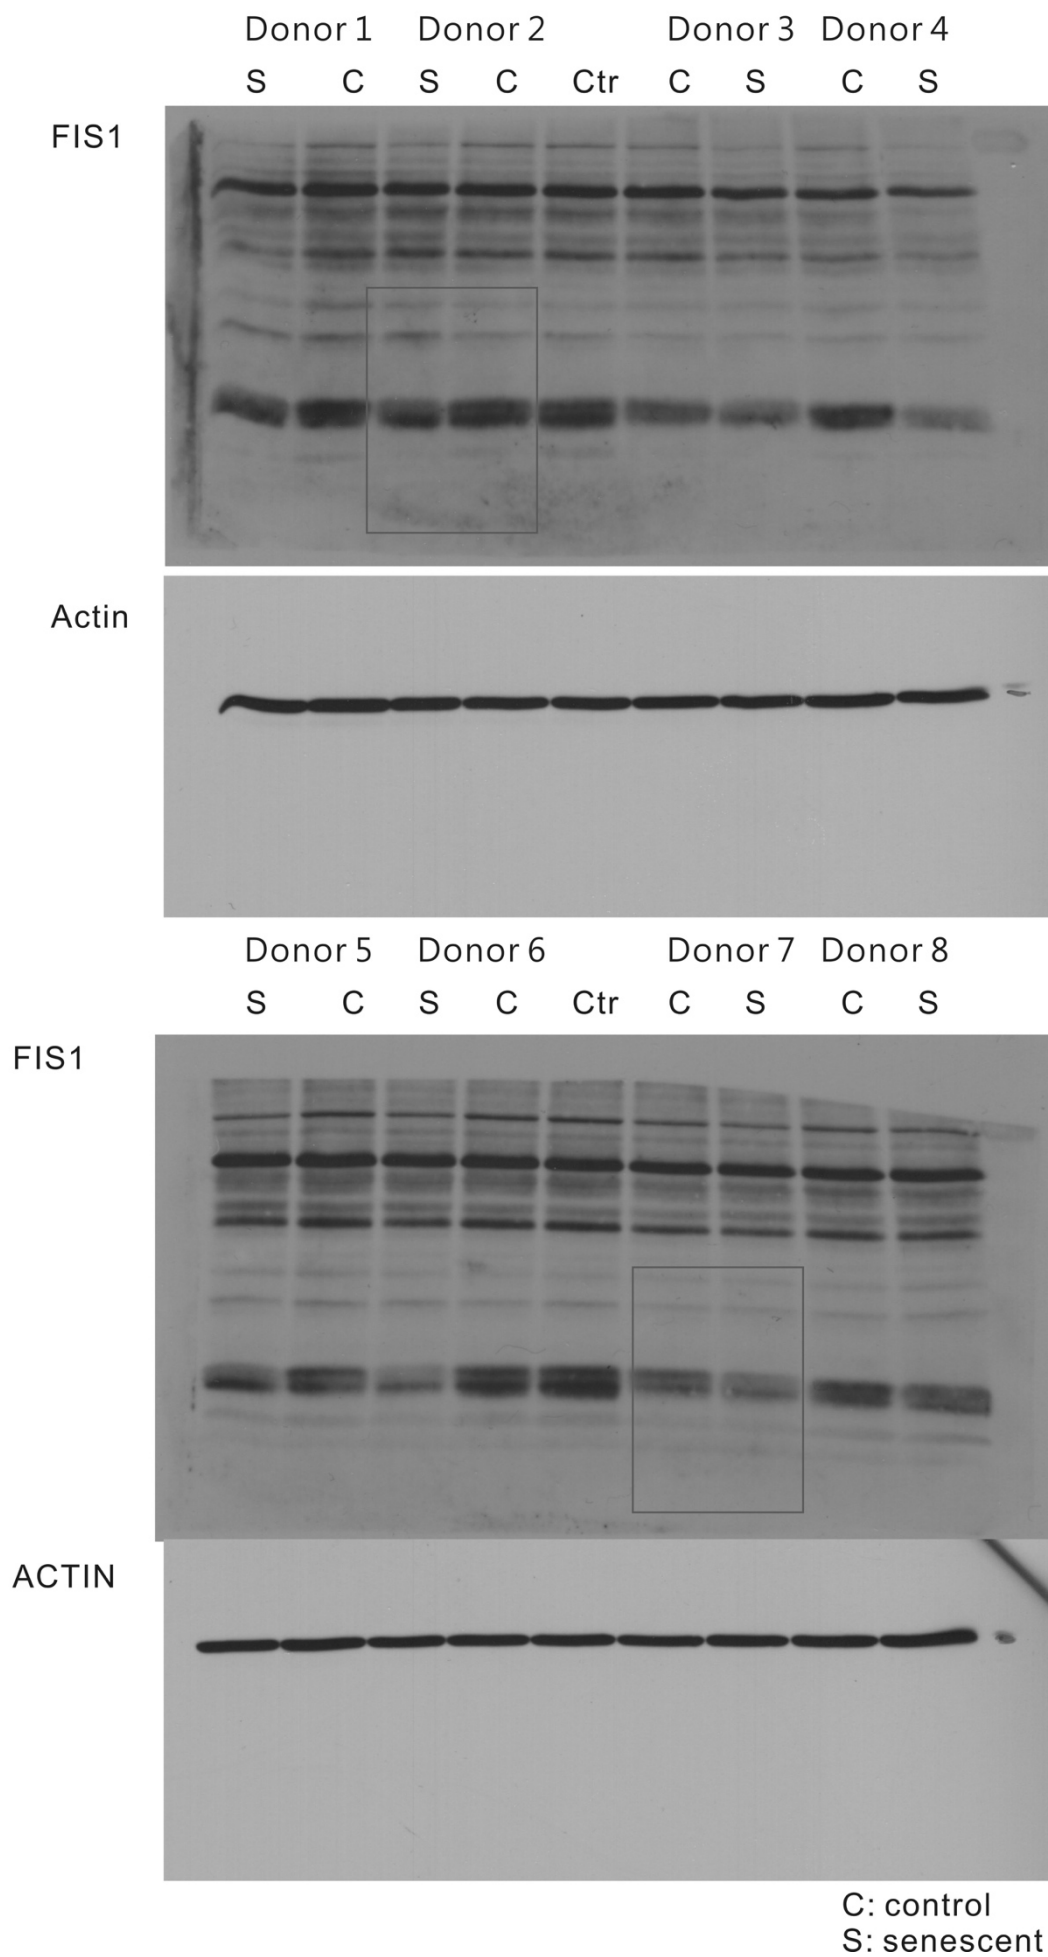 Donor 1 Donor 2 Donor 3 Donor 4
S C S C Ctr C S C S
FIS1
Actin
Donor 5 Donor 6 Donor 7 Donor 8
S C S C Ctr C S C S
FIS1
ACTIN
C: control
S: senescent